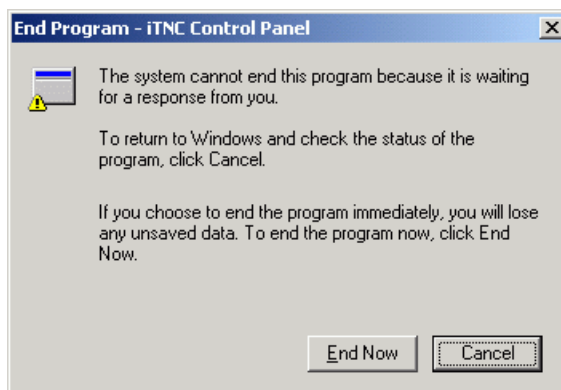 End Program - iTNC Control Panel
The system cannot end this program because it is waiting
for a response from you.
To return to Windows and check the status of the
program, click Cancel.
If you choose to end the program immediately, you will lose
any unsaved data. To end the program now, click End
Now.
End Now Cancel